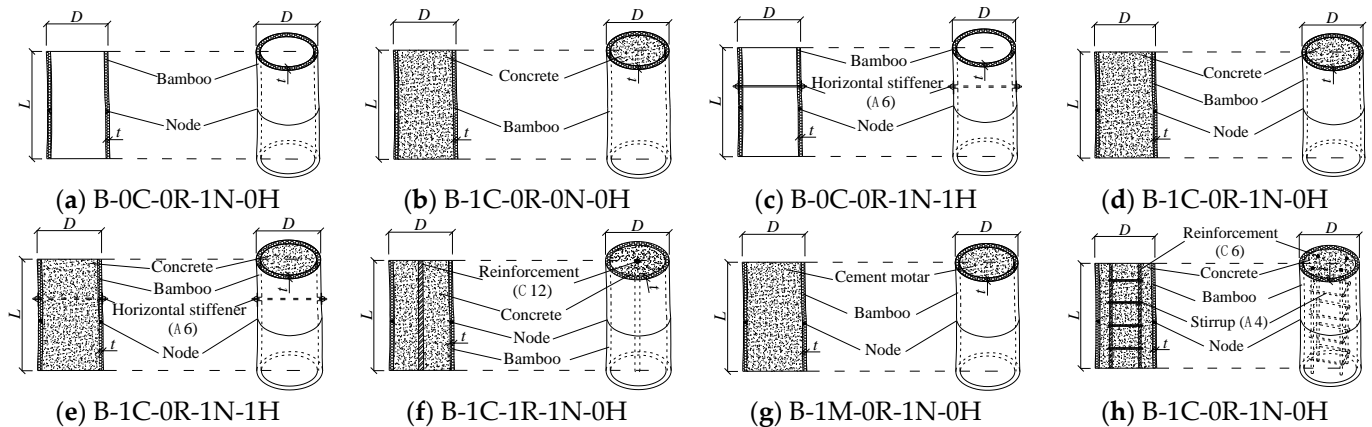 D
D
L
t
t
Bamboo
Node
(a) B-0C-0R-1N-0H
D
D
L
t
t
Concrete
Bamboo
(b) B-1C-0R-0N-0H
D
D
L
t
t
Bamboo
Horizontal stiffener
(A6)
Node
(c) B-0C-0R-1N-1H
D
D
L
t
t
Concrete
Bamboo
Node
(d) B-1C-0R-1N-0H
D
D
L
t
t
Concrete
Bamboo
Horizontal stiffener
(A6)
Node
(e) B-1C-0R-1N-1H
D
D
L
t
t
Reinforcement
(C12)
Concrete
Node
Bamboo
(f) B-1C-1R-1N-0H
D
D
L
t
t
Cement motar
Bamboo
Node
(g) B-1M-0R-1N-0H
D
D
L
t
t
Reinforcement
(C6)
Concrete
Bamboo
Stirrup (A4)
Node
(h) B-1C-0R-1N-0H